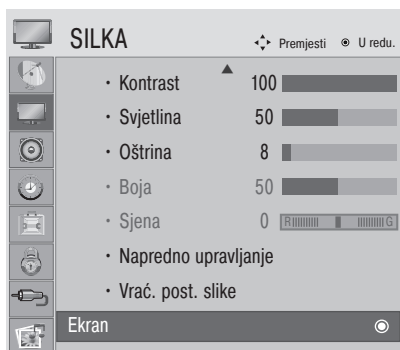 SILKA
Premjesti U redu.
• Kontrast 100
• Svjetlina 50
• Oštrina 8
• Boja 50
• Sjena 0 R G
• Napredno upravljanje
• Vrać. post. slike
Ekran